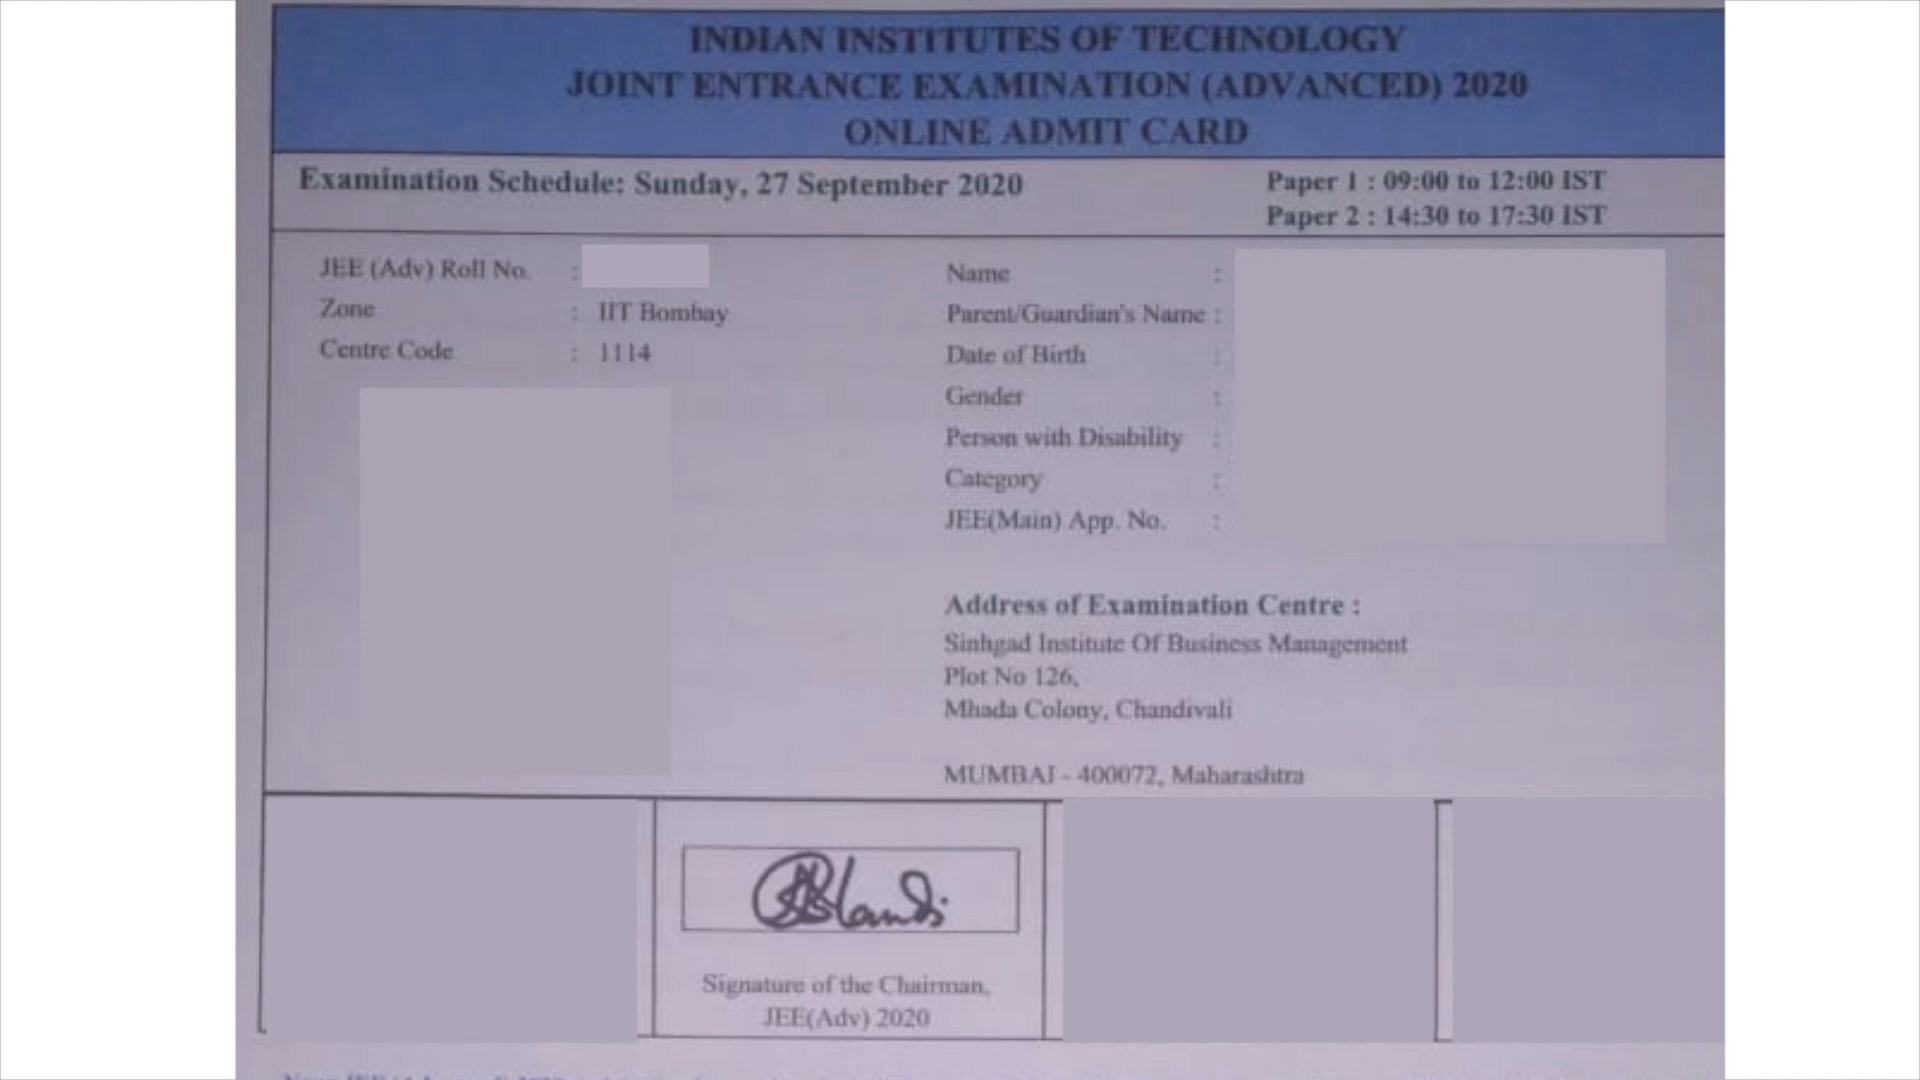 INDIAN INSTITUTES OF TECHNOLOGY
JOINT ENTRANCE EXAMINATION (ADVANCED) 2020
ONLINE ADMIT CARD
Examination Schedule: Sunday, 27 September 2020
Paper 1 : 09:00 to 12:00 IST
Paper 2 : 14:30 to 17:30 IST
JEE (Adv) Roll No. :
Zone : IIT Bombay
Centre Code : 1114
Name :
Parent/Guardian's Name :
Date of Birth :
Gender :
Person with Disability :
Category :
JEE(Main) App. No. :
Address of Examination Centre :
Sinhgad Institute Of Business Management
Plot No 126,
Mhada Colony, Chandivali
MUMBAI - 400072, Maharashtra
Signature of the Chairman,
JEE(Adv) 2020